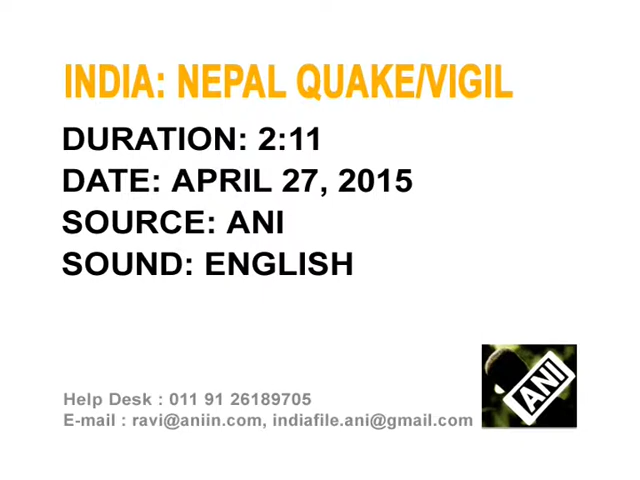 INDIA: NEPAL QUAKE/VIGIL
DURATION: 2:11
DATE: APRIL 27, 2015
SOURCE: ANI
SOUND: ENGLISH
Help Desk : 011 91 26189705
E-mail : ravi@aniin.com, indiafile.ani@gmail.com
ANI